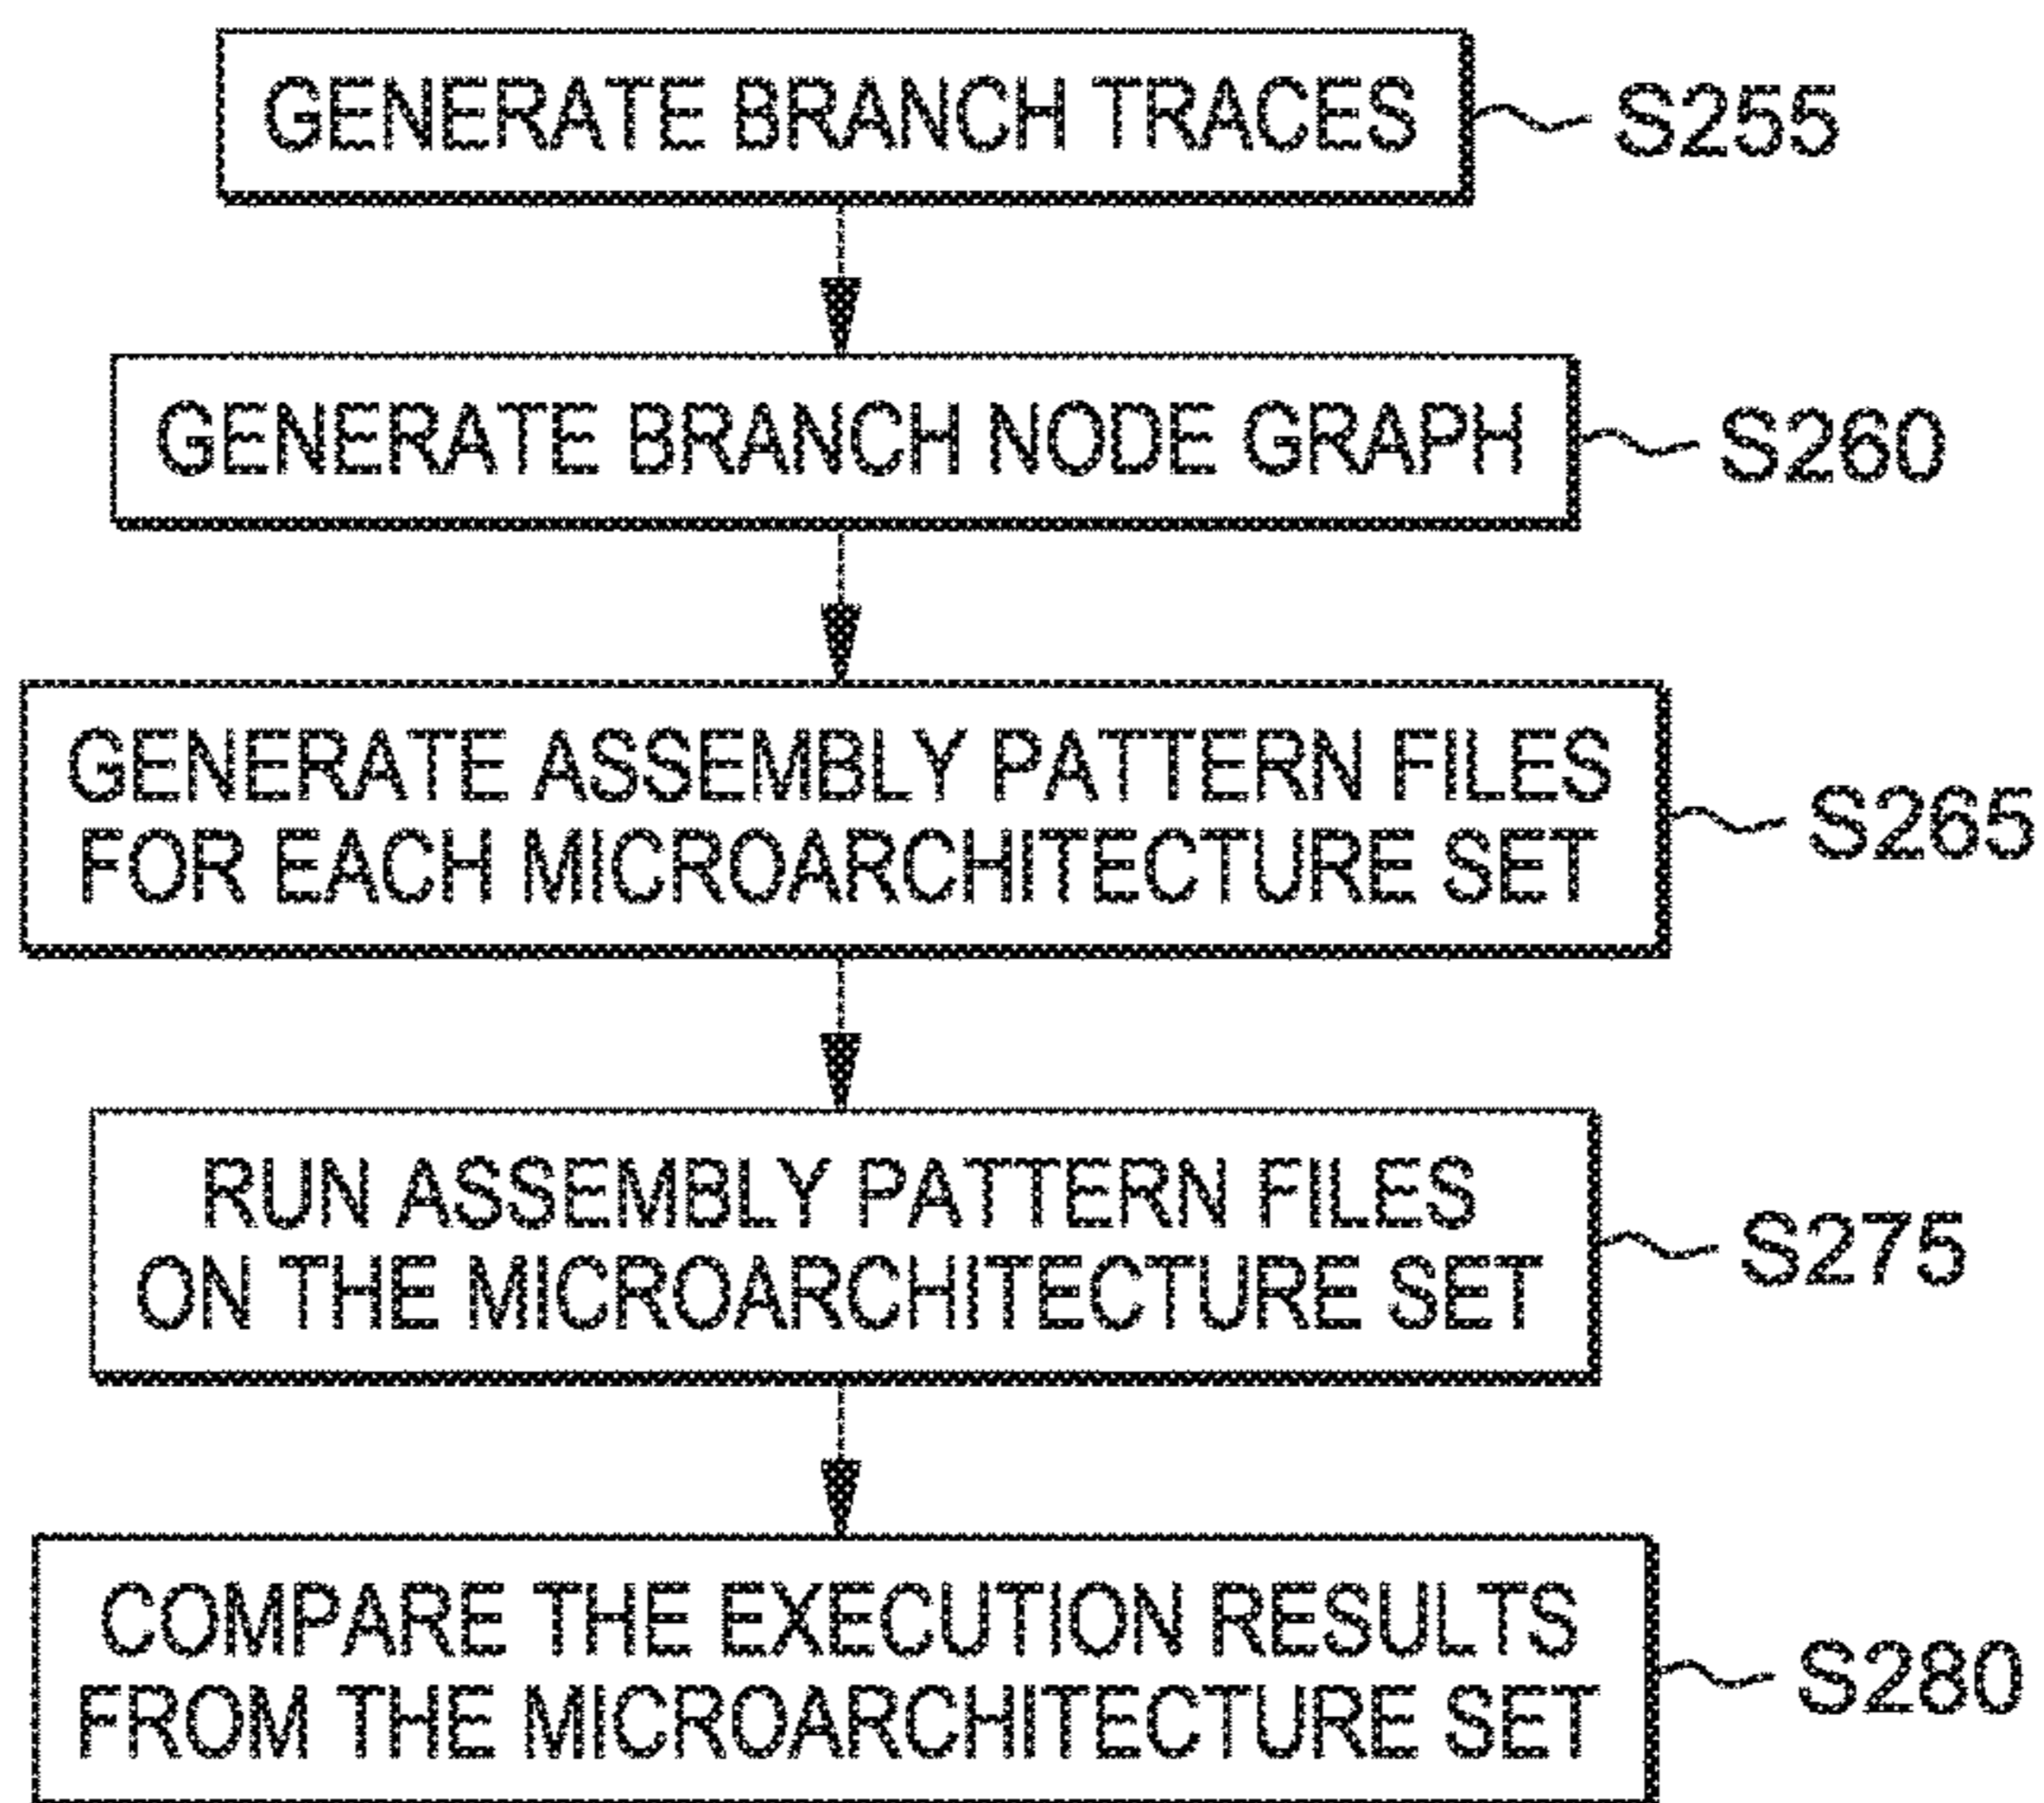 GENERATE BRANCH TRACES
S255
GENERATE BRANCH NODE GRAPH
S260
GENERATE ASSEMBLY PATTERN FILES
FOR EACH MICROARCHITECTURE SET
S265
RUN ASSEMBLY PATTERN FILES
ON THE MICROARCHITECTURE SET
S275
COMPARE THE EXECUTION RESULTS
FROM THE MICROARCHITECTURE SET
S280